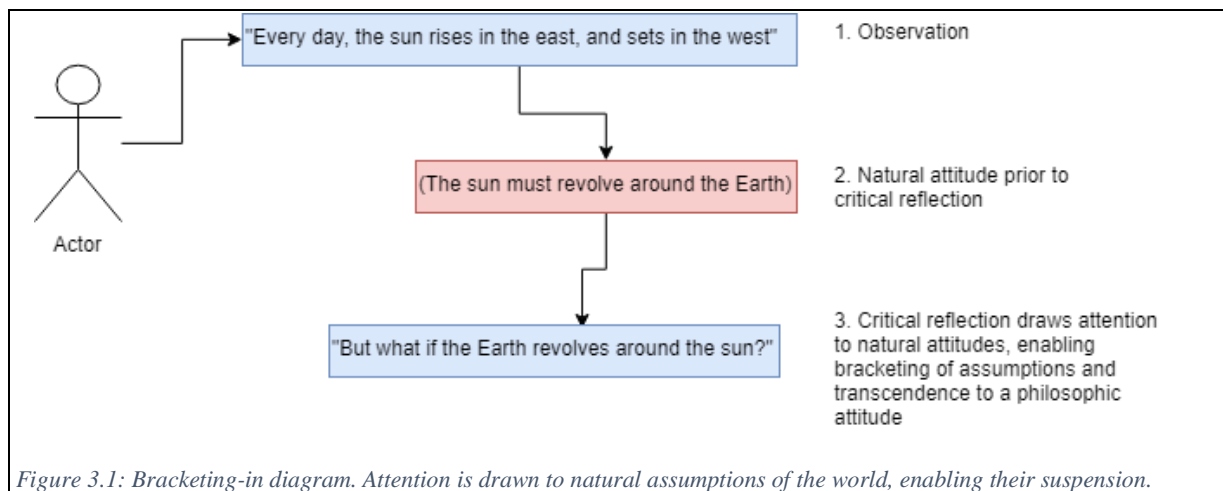 "Every day, the sun rises in the east, and sets in the west"
1. Observation
(The sun must revolve around the Earth)
2. Natural attitude prior to
critical reflection
Actor
"But what if the Earth revolves around the sun?"
3. Critical reflection draws attention
to natural attitudes, enabling
bracketing of assumptions and
transcendence to a philosophic
attitude
Figure 3.1: Bracketing-in diagram. Attention is drawn to natural assumptions of the world, enabling their suspension.